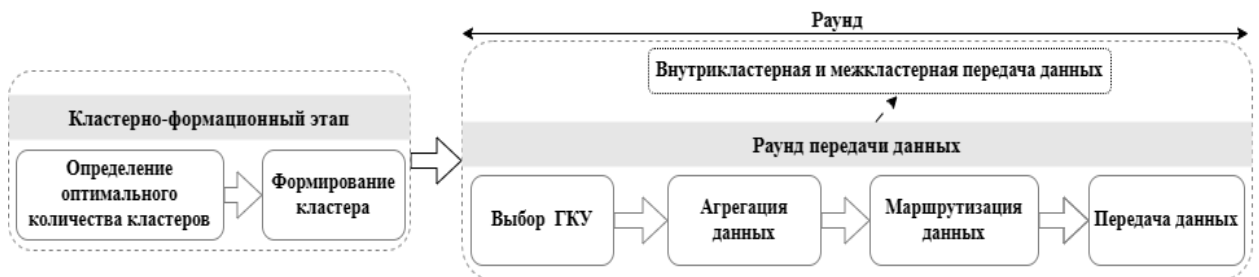 Раунд
Внутрикластерная и межкластерная передача данных
Кластерно-формационный этап
Раунд передачи данных
Определение
оптимального
количества кластеров
Формирование
кластера
Выбор ГКУ
Агрегация
данных
Маршрутизация
данных
Передача данных